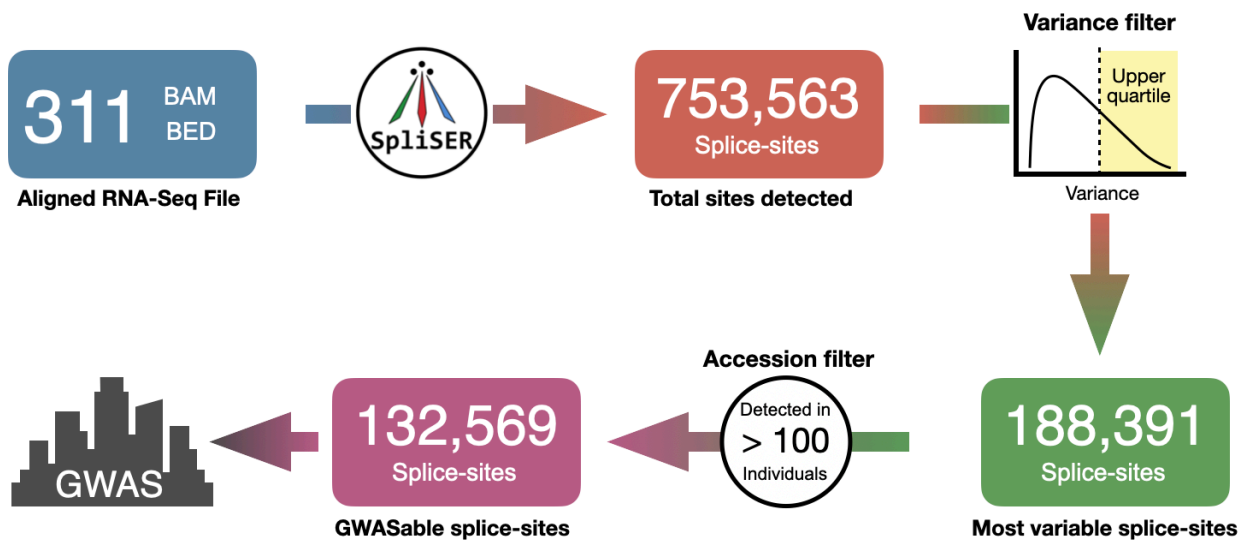 311
BAM
BED
Aligned RNA-Seq File
SpliSER
753,563
Splice-sites
Total sites detected
Variance filter
Upper
quartile
Variance
188,391
Splice-sites
Most variable splice-sites
Accession filter
Detected in
> 100
Individuals
132,569
Splice-sites
GWASable splice-sites
GWAS